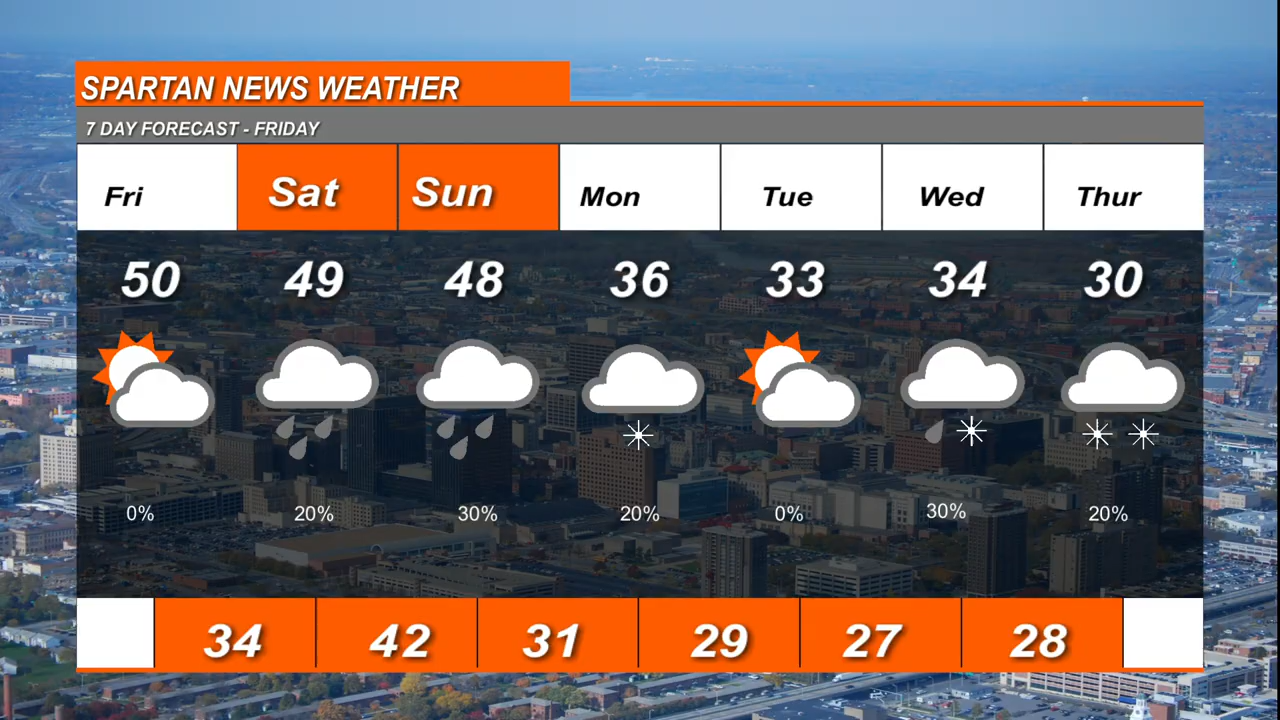 SPARTAN NEWS WEATHER
7 DAY FORECAST - FRIDAY
Fri Sat Sun Mon Tue Wed Thur
50 49 48 36 33 34 30
0% 20% 30% 20% 0% 30% 20%
34 42 31 29 27 28